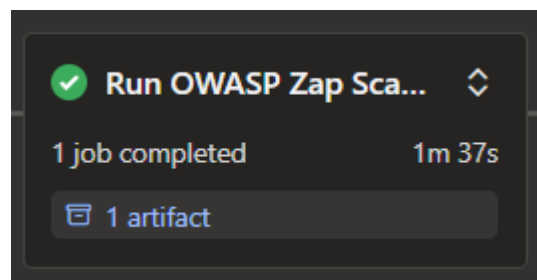 Run OWASP Zap Sca...
1 job completed 1m 37s
1 artifact